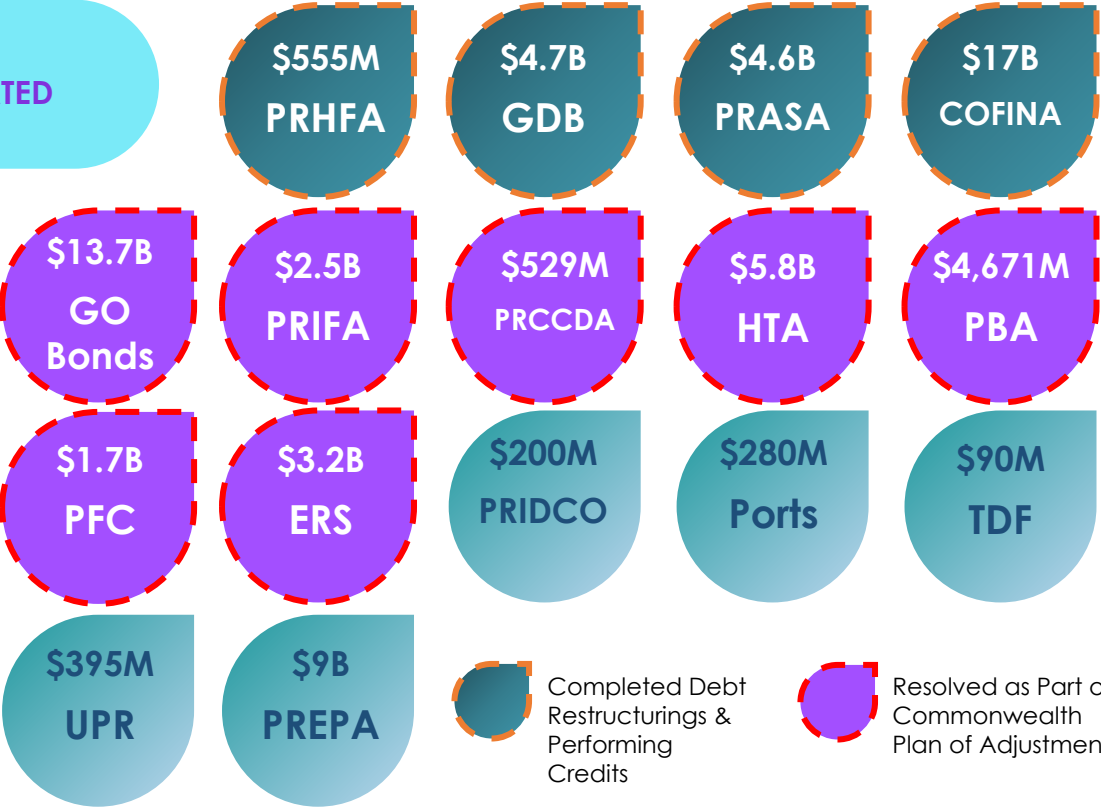 $555M
PRHFA
$4.7B
GDB
$4.6B
PRASA
$17B
COFINA
$13.7B
GO
Bonds
$2.5B
PRIFA
$529M
PRCCDA
$5.8B
HTA
$4,671M
PBA
$1.7B
PFC
$3.2B
ERS
$200M
PRIDCO
$280M
Ports
$90M
TDF
$395M
UPR
$9B
PREPA
Completed Debt
Restructurings &
Performing
Credits
Resolved as Part
Commonwealth
Plan of